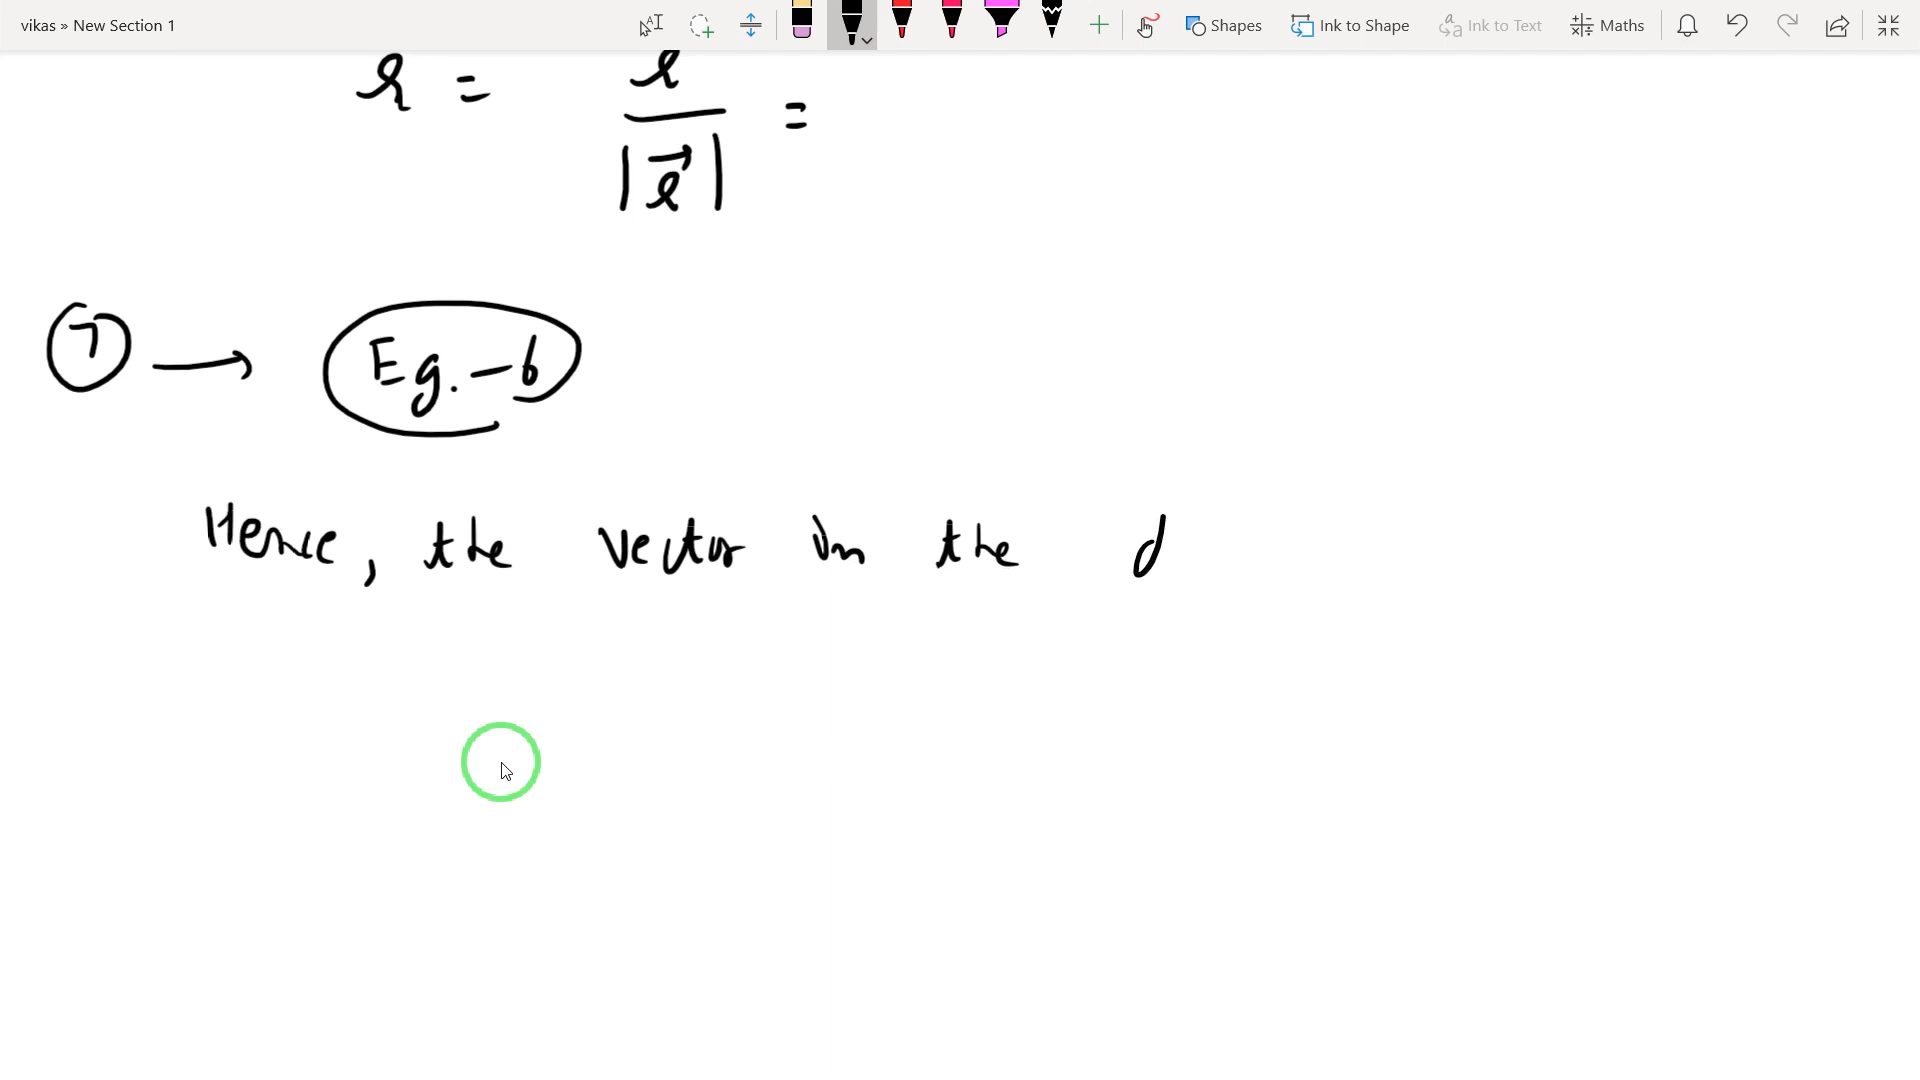 vikas » New Section 1
Shapes
Ink to Shape
Ink to Text
Maths
r = r / |r⃗| =
7 → Eg. - 6
Hence, the vector in the d